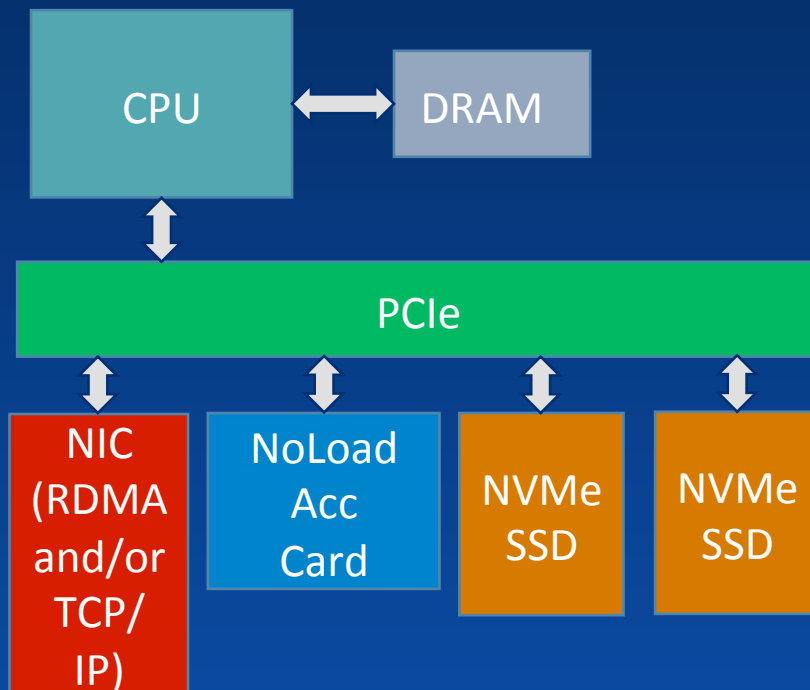 CPU
DRAM
PCIe
NIC
(RDMA
and/or
TCP/
IP)
NoLoad
Acc
Card
NVMe
SSD
NVMe
SSD